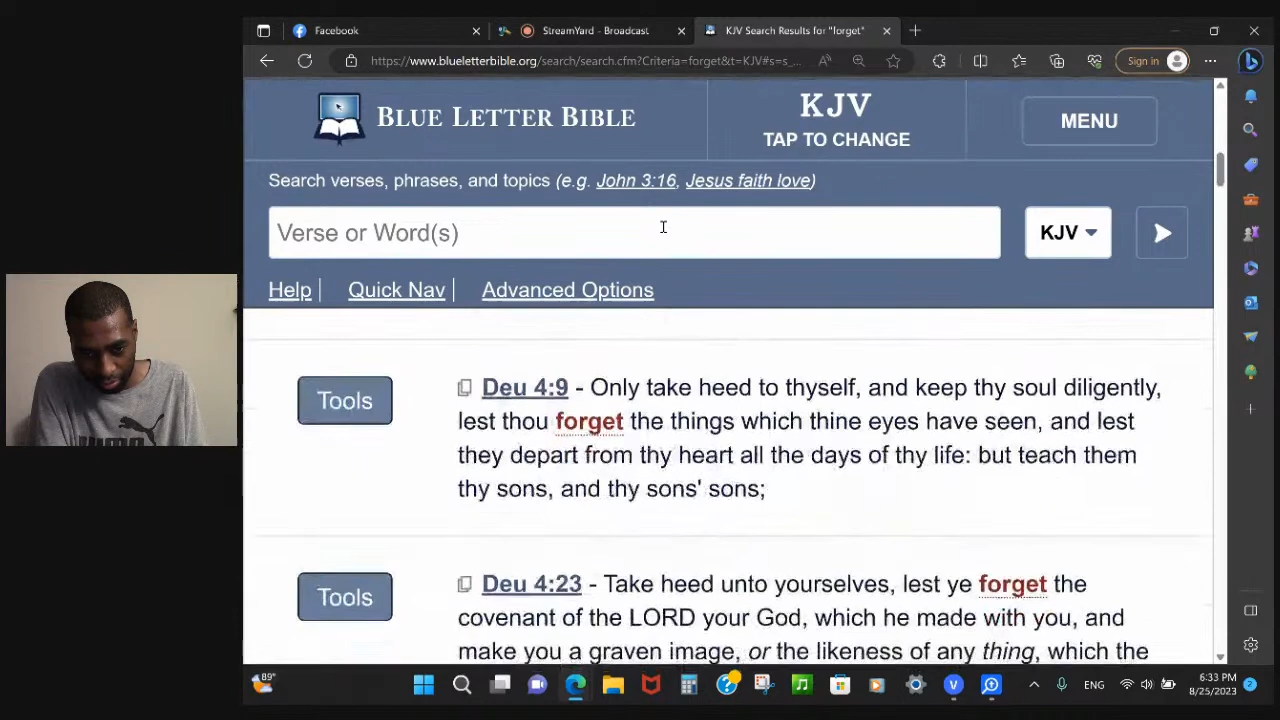 Facebook
StreamYard - Broadcast
KJV Search Results for "forget"
https://www.blueletterbible.org/search/search.cfm?Criteria=forget&t=KJV#s=s_...
Sign in
BLUE LETTER BIBLE
KJV
TAP TO CHANGE
MENU
Search verses, phrases, and topics (e.g. John 3:16, Jesus faith love)
Verse or Word(s)
KJV
Help
Quick Nav
Advanced Options
Tools
Deu 4:9 - Only take heed to thyself, and keep thy soul diligently,
lest thou forget the things which thine eyes have seen, and lest
they depart from thy heart all the days of thy life: but teach them
thy sons, and thy sons' sons;
Tools
Deu 4:23 - Take heed unto yourselves, lest ye forget the
covenant of the LORD your God, which he made with you, and
make you a graven image, or the likeness of any thing, which the
89°
ENG
6:33 PM
8/25/2023
2